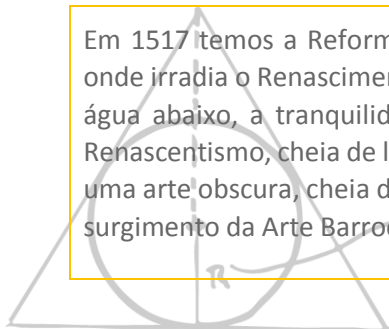 Em 1517 temos a Reform
onde irradia o Renascimen
água abaixo, a tranquilid
Renascentismo, cheia de l
uma arte obscura, cheia d
surgimento da Arte Barro
R